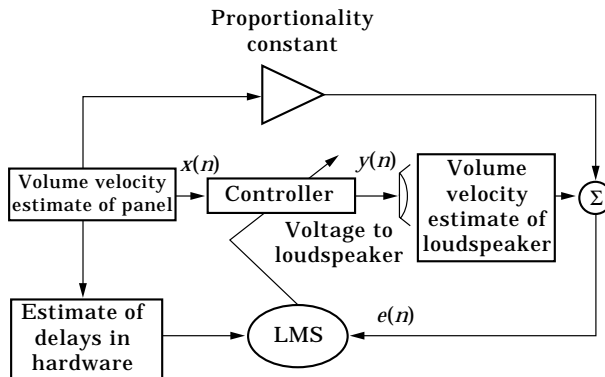 Proportionality
constant
x(n)
y(n)
Volume velocity
estimate of panel
Controller
Volume
velocity
estimate of
loudspeaker
Σ
Voltage to
loudspeaker
Estimate of
delays in
hardware
LMS
e(n)